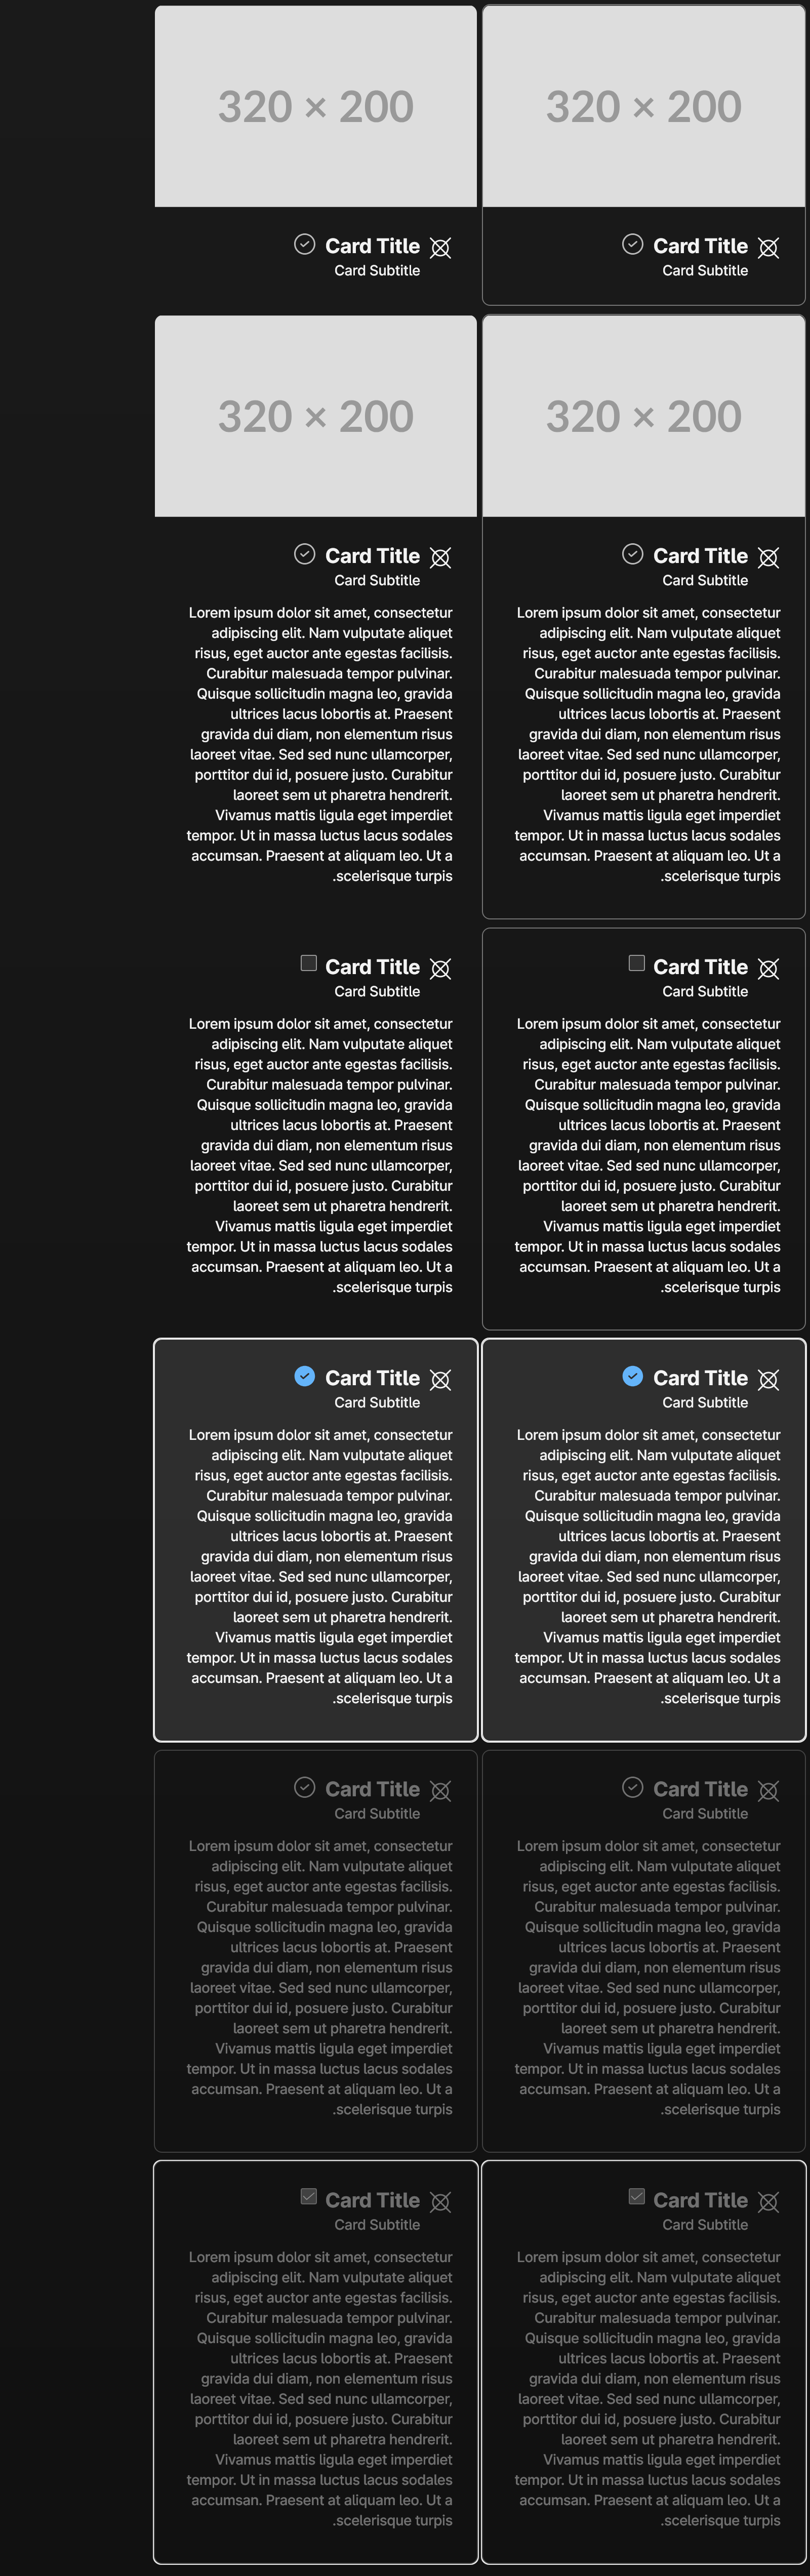 320 × 200
Card Title
Card Subtitle
320 × 200
Card Title
Card Subtitle
320 × 200
Card Title
Card Subtitle
Lorem ipsum dolor sit amet, consectetur
adipiscing elit. Nam vulputate aliquet
risus, eget auctor ante egestas facilisis.
Curabitur malesuada tempor pulvinar.
Quisque sollicitudin magna leo, gravida
ultrices lacus lobortis at. Praesent
gravida dui diam, non elementum risus
laoreet vitae. Sed sed nunc ullamcorper,
porttitor dui id, posuere justo. Curabitur
laoreet sem ut pharetra hendrerit.
Vivamus mattis ligula eget imperdiet
tempor. Ut in massa luctus lacus sodales
accumsan. Praesent at aliquam leo. Ut a
.scelerisque turpis
320 × 200
Card Title
Card Subtitle
Lorem ipsum dolor sit amet, consectetur
adipiscing elit. Nam vulputate aliquet
risus, eget auctor ante egestas facilisis.
Curabitur malesuada tempor pulvinar.
Quisque sollicitudin magna leo, gravida
ultrices lacus lobortis at. Praesent
gravida dui diam, non elementum risus
laoreet vitae. Sed sed nunc ullamcorper,
porttitor dui id, posuere justo. Curabitur
laoreet sem ut pharetra hendrerit.
Vivamus mattis ligula eget imperdiet
tempor. Ut in massa luctus lacus sodales
accumsan. Praesent at aliquam leo. Ut a
.scelerisque turpis
Card Title
Card Subtitle
Lorem ipsum dolor sit amet, consectetur
adipiscing elit. Nam vulputate aliquet
risus, eget auctor ante egestas facilisis.
Curabitur malesuada tempor pulvinar.
Quisque sollicitudin magna leo, gravida
ultrices lacus lobortis at. Praesent
gravida dui diam, non elementum risus
laoreet vitae. Sed sed nunc ullamcorper,
porttitor dui id, posuere justo. Curabitur
laoreet sem ut pharetra hendrerit.
Vivamus mattis ligula eget imperdiet
tempor. Ut in massa luctus lacus sodales
accumsan. Praesent at aliquam leo. Ut a
.scelerisque turpis
Card Title
Card Subtitle
Lorem ipsum dolor sit amet, consectetur
adipiscing elit. Nam vulputate aliquet
risus, eget auctor ante egestas facilisis.
Curabitur malesuada tempor pulvinar.
Quisque sollicitudin magna leo, gravida
ultrices lacus lobortis at. Praesent
gravida dui diam, non elementum risus
laoreet vitae. Sed sed nunc ullamcorper,
porttitor dui id, posuere justo. Curabitur
laoreet sem ut pharetra hendrerit.
Vivamus mattis ligula eget imperdiet
tempor. Ut in massa luctus lacus sodales
accumsan. Praesent at aliquam leo. Ut a
.scelerisque turpis
Card Title
Card Subtitle
Lorem ipsum dolor sit amet, consectetur
adipiscing elit. Nam vulputate aliquet
risus, eget auctor ante egestas facilisis.
Curabitur malesuada tempor pulvinar.
Quisque sollicitudin magna leo, gravida
ultrices lacus lobortis at. Praesent
gravida dui diam, non elementum risus
laoreet vitae. Sed sed nunc ullamcorper,
porttitor dui id, posuere justo. Curabitur
laoreet sem ut pharetra hendrerit.
Vivamus mattis ligula eget imperdiet
tempor. Ut in massa luctus lacus sodales
accumsan. Praesent at aliquam leo. Ut a
.scelerisque turpis
Card Title
Card Subtitle
Lorem ipsum dolor sit amet, consectetur
adipiscing elit. Nam vulputate aliquet
risus, eget auctor ante egestas facilisis.
Curabitur malesuada tempor pulvinar.
Quisque sollicitudin magna leo, gravida
ultrices lacus lobortis at. Praesent
gravida dui diam, non elementum risus
laoreet vitae. Sed sed nunc ullamcorper,
porttitor dui id, posuere justo. Curabitur
laoreet sem ut pharetra hendrerit.
Vivamus mattis ligula eget imperdiet
tempor. Ut in massa luctus lacus sodales
accumsan. Praesent at aliquam leo. Ut a
.scelerisque turpis
Card Title
Card Subtitle
Lorem ipsum dolor sit amet, consectetur
adipiscing elit. Nam vulputate aliquet
risus, eget auctor ante egestas facilisis.
Curabitur malesuada tempor pulvinar.
Quisque sollicitudin magna leo, gravida
ultrices lacus lobortis at. Praesent
gravida dui diam, non elementum risus
laoreet vitae. Sed sed nunc ullamcorper,
porttitor dui id, posuere justo. Curabitur
laoreet sem ut pharetra hendrerit.
Vivamus mattis ligula eget imperdiet
tempor. Ut in massa luctus lacus sodales
accumsan. Praesent at aliquam leo. Ut a
.scelerisque turpis
Card Title
Card Subtitle
Lorem ipsum dolor sit amet, consectetur
adipiscing elit. Nam vulputate aliquet
risus, eget auctor ante egestas facilisis.
Curabitur malesuada tempor pulvinar.
Quisque sollicitudin magna leo, gravida
ultrices lacus lobortis at. Praesent
gravida dui diam, non elementum risus
laoreet vitae. Sed sed nunc ullamcorper,
porttitor dui id, posuere justo. Curabitur
laoreet sem ut pharetra hendrerit.
Vivamus mattis ligula eget imperdiet
tempor. Ut in massa luctus lacus sodales
accumsan. Praesent at aliquam leo. Ut a
.scelerisque turpis
Card Title
Card Subtitle
Lorem ipsum dolor sit amet, consectetur
adipiscing elit. Nam vulputate aliquet
risus, eget auctor ante egestas facilisis.
Curabitur malesuada tempor pulvinar.
Quisque sollicitudin magna leo, gravida
ultrices lacus lobortis at. Praesent
gravida dui diam, non elementum risus
laoreet vitae. Sed sed nunc ullamcorper,
porttitor dui id, posuere justo. Curabitur
laoreet sem ut pharetra hendrerit.
Vivamus mattis ligula eget imperdiet
tempor. Ut in massa luctus lacus sodales
accumsan. Praesent at aliquam leo. Ut a
.scelerisque turpis
Card Title
Card Subtitle
Lorem ipsum dolor sit amet, consectetur
adipiscing elit. Nam vulputate aliquet
risus, eget auctor ante egestas facilisis.
Curabitur malesuada tempor pulvinar.
Quisque sollicitudin magna leo, gravida
ultrices lacus lobortis at. Praesent
gravida dui diam, non elementum risus
laoreet vitae. Sed sed nunc ullamcorper,
porttitor dui id, posuere justo. Curabitur
laoreet sem ut pharetra hendrerit.
Vivamus mattis ligula eget imperdiet
tempor. Ut in massa luctus lacus sodales
accumsan. Praesent at aliquam leo. Ut a
.scelerisque turpis